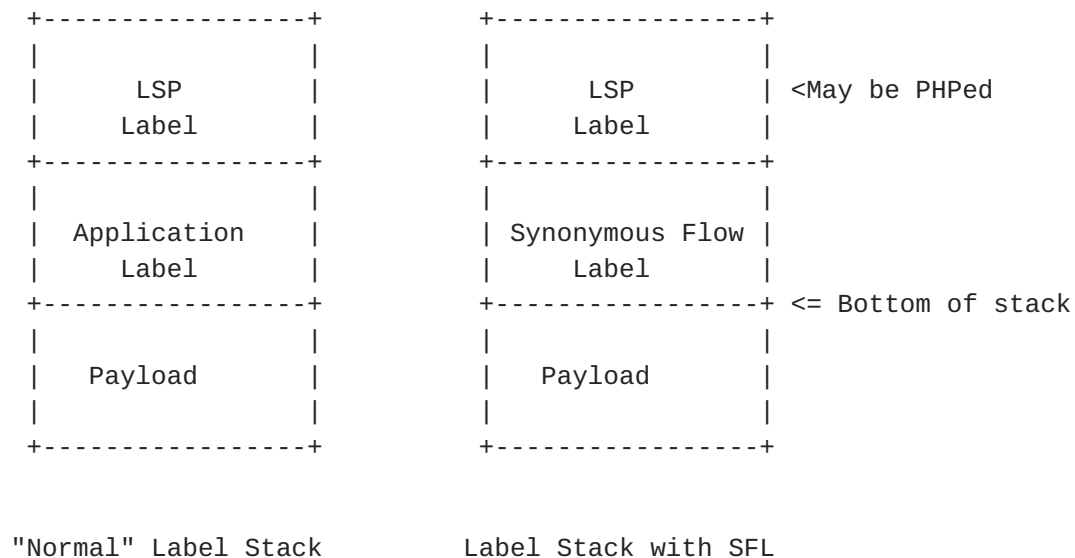 +-----------------+          +-----------------+
|                 |          |                 |
|      LSP        |          |      LSP        | <May be PHPed
|     Label       |          |     Label       |
+-----------------+          +-----------------+
|                 |          |                 |
|  Application    |          | Synonymous Flow |
|     Label       |          |     Label       |
+-----------------+          +-----------------+ <= Bottom of stack
|                 |          |                 |
|   Payload       |          |   Payload       |
|                 |          |                 |
+-----------------+          +-----------------+
"Normal" Label Stack         Label Stack with SFL